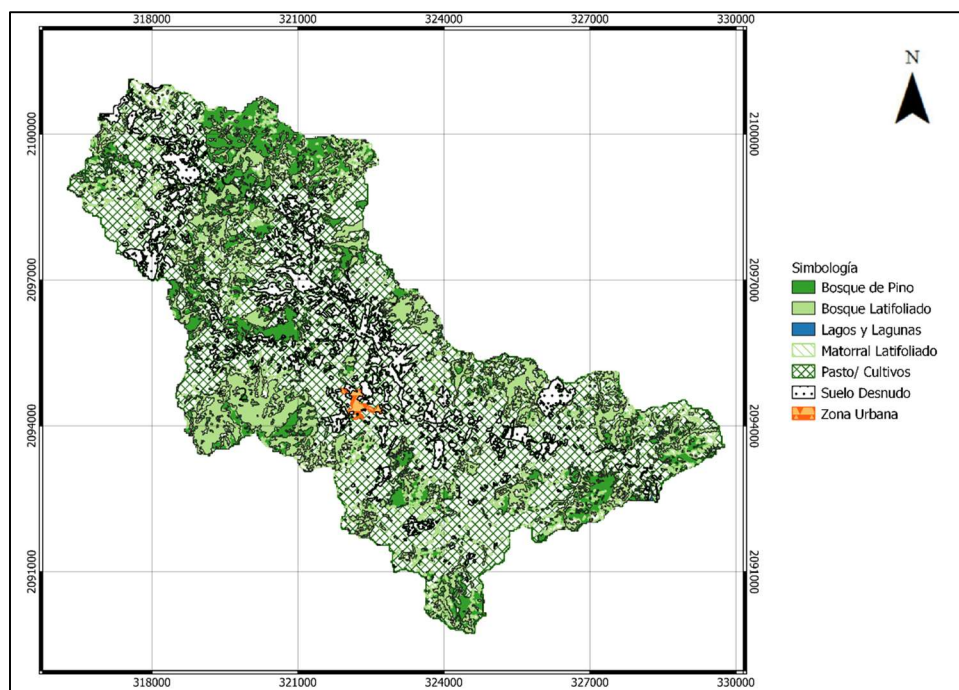 318000 321000 324000 327000 330000
N
2100000 2100000
2097000 2097000
Simbología
Bosque de Pino
Bosque Latifoliado
Lagos y Lagunas
Matorral Latifoliado
Pasto/ Cultivos
Suelo Desnudo
Zona Urbana
2094000 2094000
2091000 2091000
318000 321000 324000 327000 330000